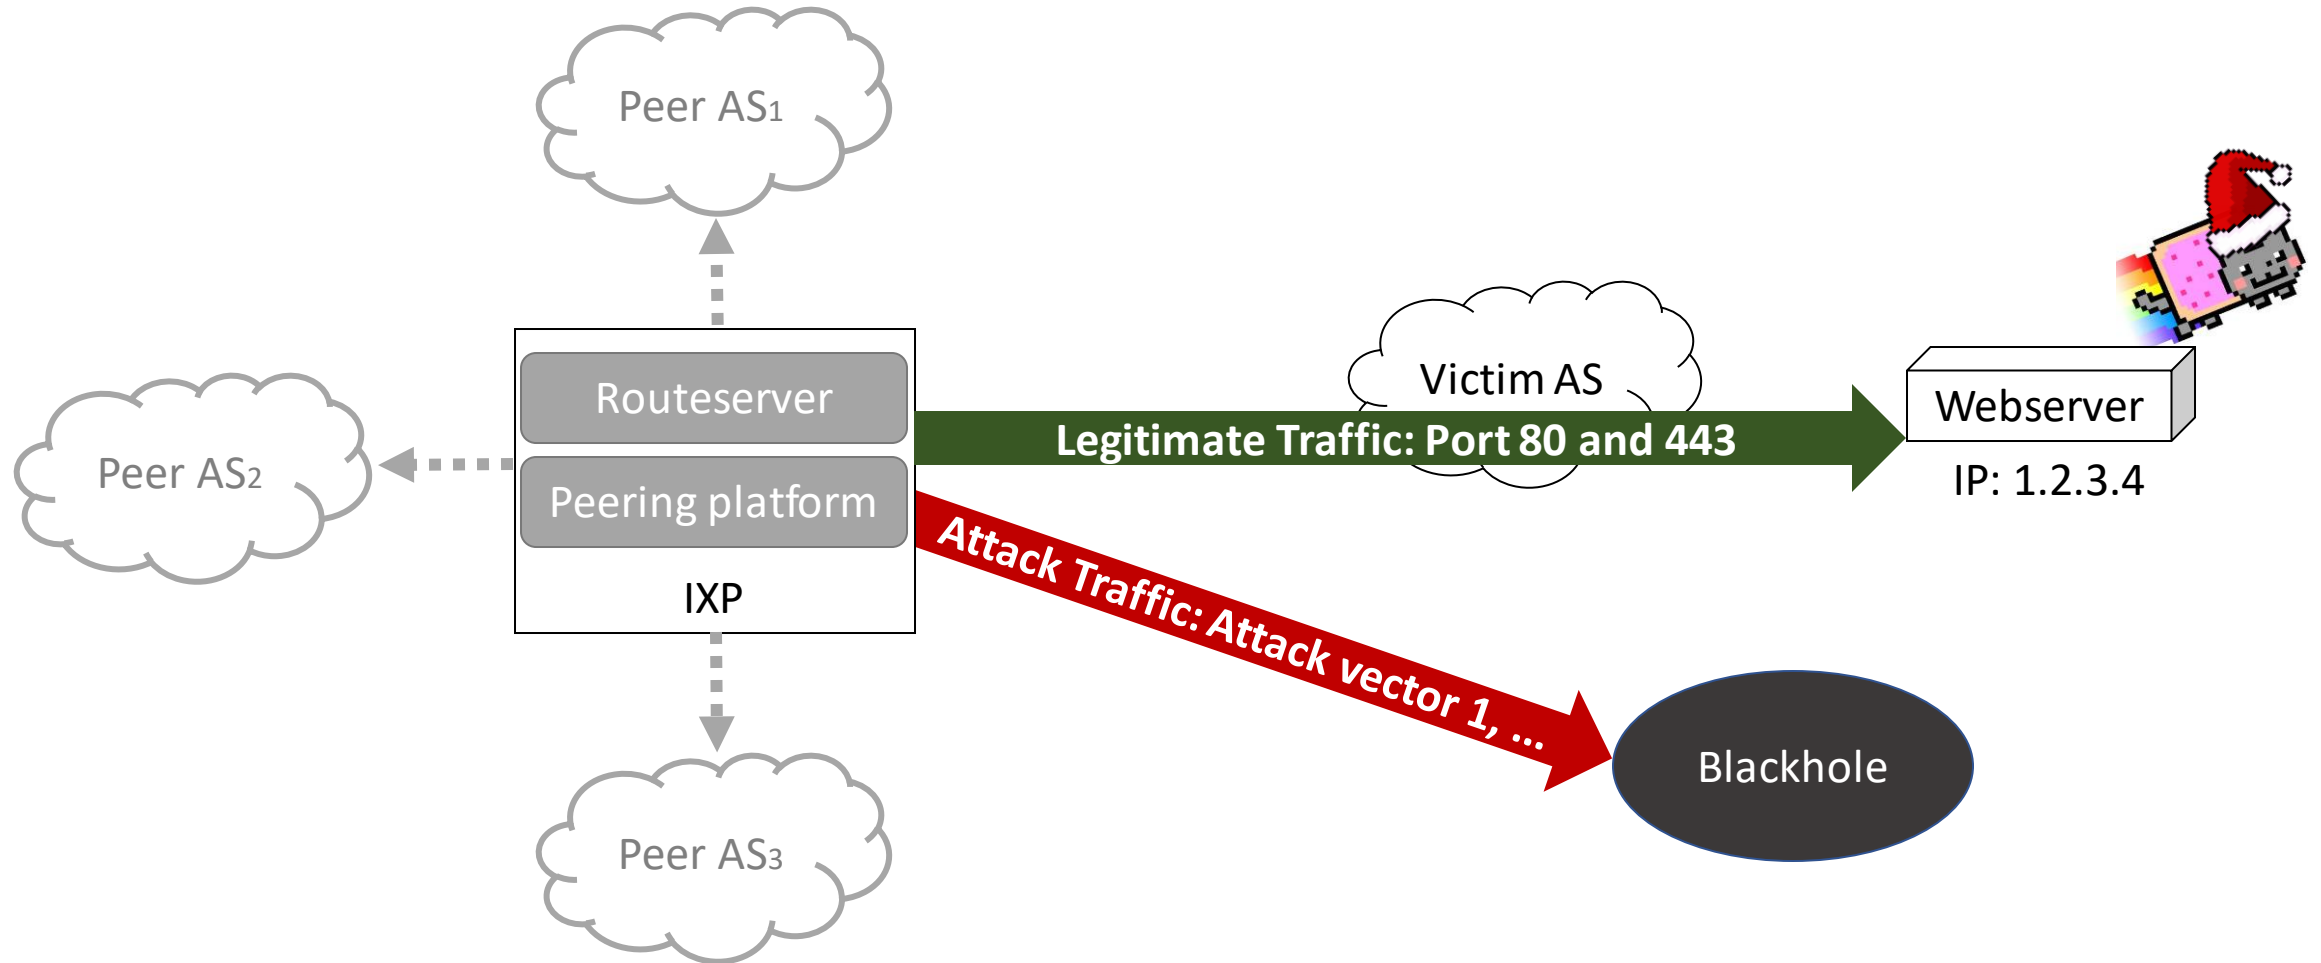 Peer AS1
Routeserver
Peering platform
IXP
Peer AS2
Peer AS3
Victim AS
Legitimate Traffic: Port 80 and 443
Webserver
IP: 1.2.3.4
Attack Traffic: Attack vector 1, ...
Blackhole